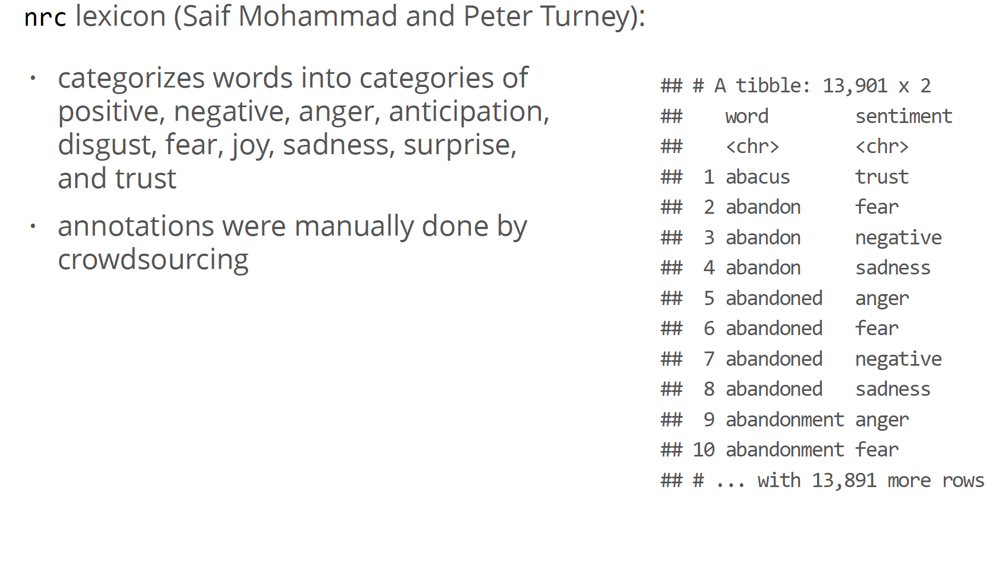 nrc lexicon (Saif Mohammad and Peter Turney):
· categorizes words into categories of
positive, negative, anger, anticipation,
disgust, fear, joy, sadness, surprise,
and trust
· annotations were manually done by
crowdsourcing
## # A tibble: 13,901 x 2
##    word        sentiment
##    <chr>       <chr>
##  1 abacus      trust
##  2 abandon     fear
##  3 abandon     negative
##  4 abandon     sadness
##  5 abandoned   anger
##  6 abandoned   fear
##  7 abandoned   negative
##  8 abandoned   sadness
##  9 abandonment anger
## 10 abandonment fear
## # ... with 13,891 more rows